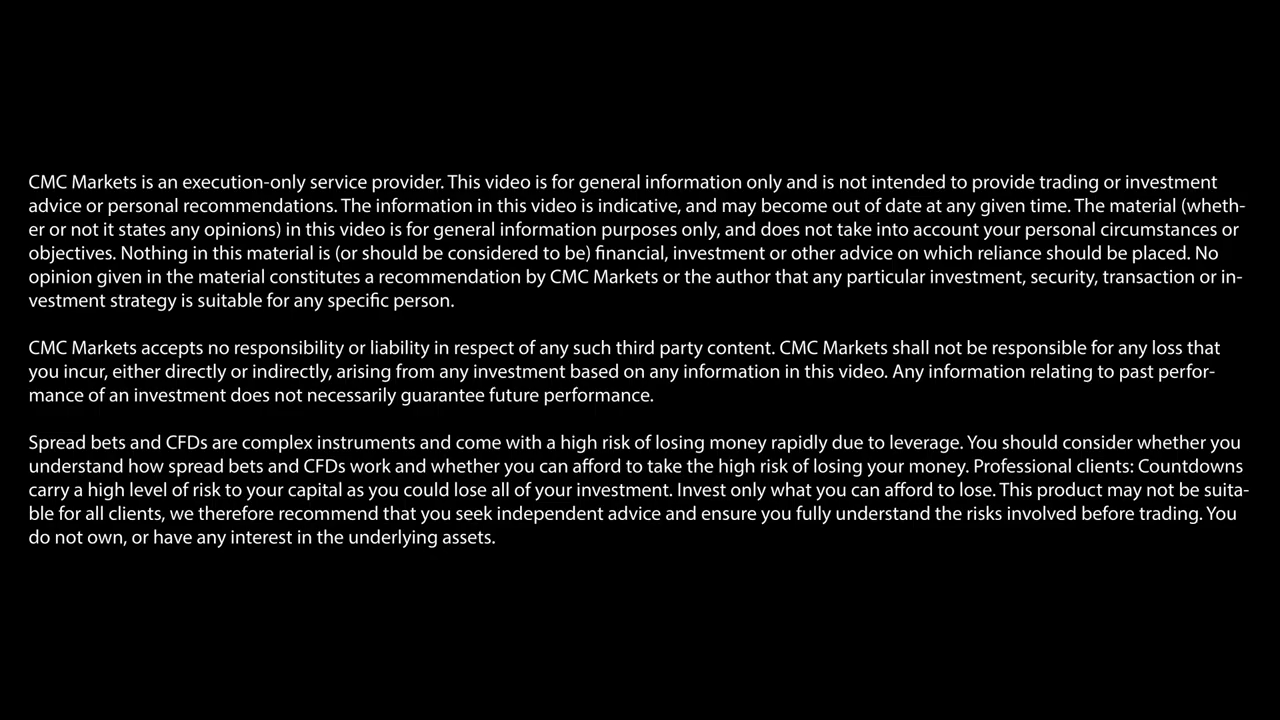 CMC Markets is an execution-only service provider. This video is for general information only and is not intended to provide trading or investment
advice or personal recommendations. The information in this video is indicative, and may become out of date at any given time. The material (wheth-
er or not it states any opinions) in this video is for general information purposes only, and does not take into account your personal circumstances or
objectives. Nothing in this material is (or should be considered to be) financial, investment or other advice on which reliance should be placed. No
opinion given in the material constitutes a recommendation by CMC Markets or the author that any particular investment, security, transaction or in-
vestment strategy is suitable for any specific person.
CMC Markets accepts no responsibility or liability in respect of any such third party content. CMC Markets shall not be responsible for any loss that
you incur, either directly or indirectly, arising from any investment based on any information in this video. Any information relating to past perfor-
mance of an investment does not necessarily guarantee future performance.
Spread bets and CFDs are complex instruments and come with a high risk of losing money rapidly due to leverage. You should consider whether you
understand how spread bets and CFDs work and whether you can afford to take the high risk of losing your money. Professional clients: Countdowns
carry a high level of risk to your capital as you could lose all of your investment. Invest only what you can afford to lose. This product may not be suita-
ble for all clients, we therefore recommend that you seek independent advice and ensure you fully understand the risks involved before trading. You
do not own, or have any interest in the underlying assets.